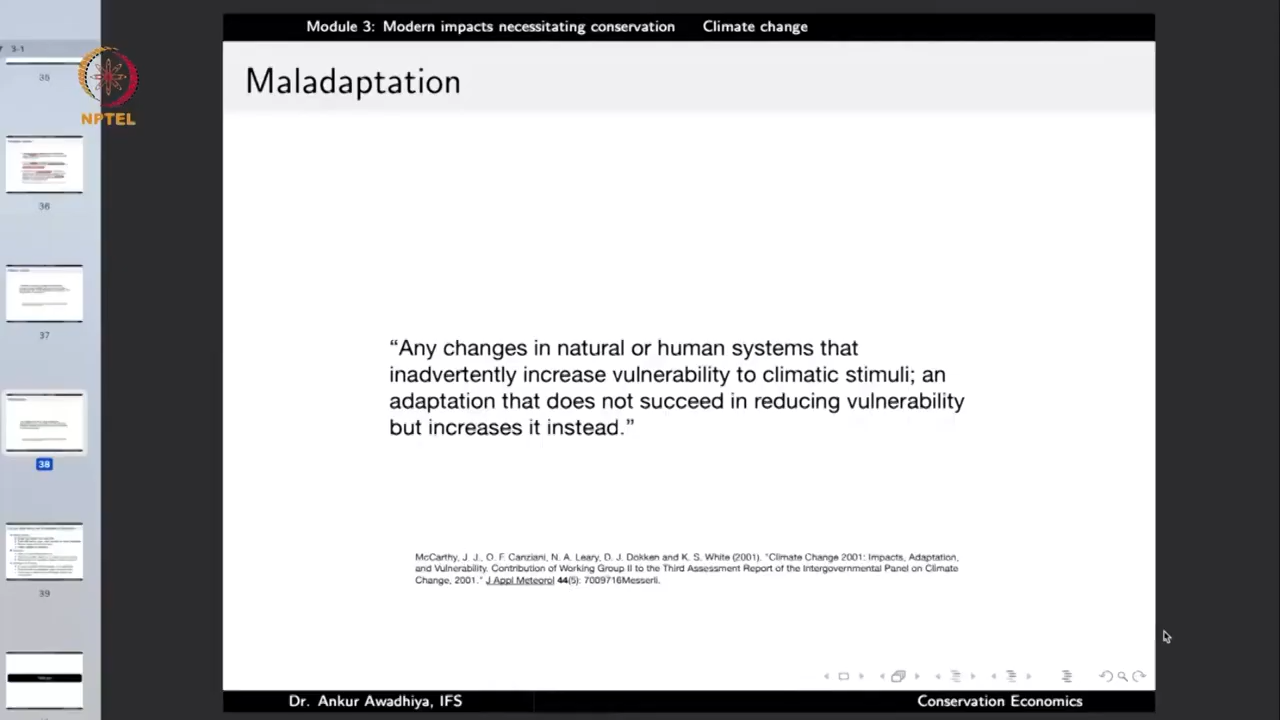 Module 3: Modern impacts necessitating conservation Climate change
3-1
35
NPTEL
Maladaptation
36
37
“Any changes in natural or human systems that
inadvertently increase vulnerability to climatic stimuli; an
adaptation that does not succeed in reducing vulnerability
but increases it instead.”
38
McCarthy, J. J., O. F. Canziani, N. A. Leary, D. J. Dokken and K. S. White (2001). "Climate Change 2001: Impacts, Adaptation,
and Vulnerability. Contribution of Working Group II to the Third Assessment Report of the Intergovernmental Panel on Climate
Change, 2001." J Appl Meteorol 44(5): 7009716Messerli.
39
Dr. Ankur Awadhiya, IFS Conservation Economics